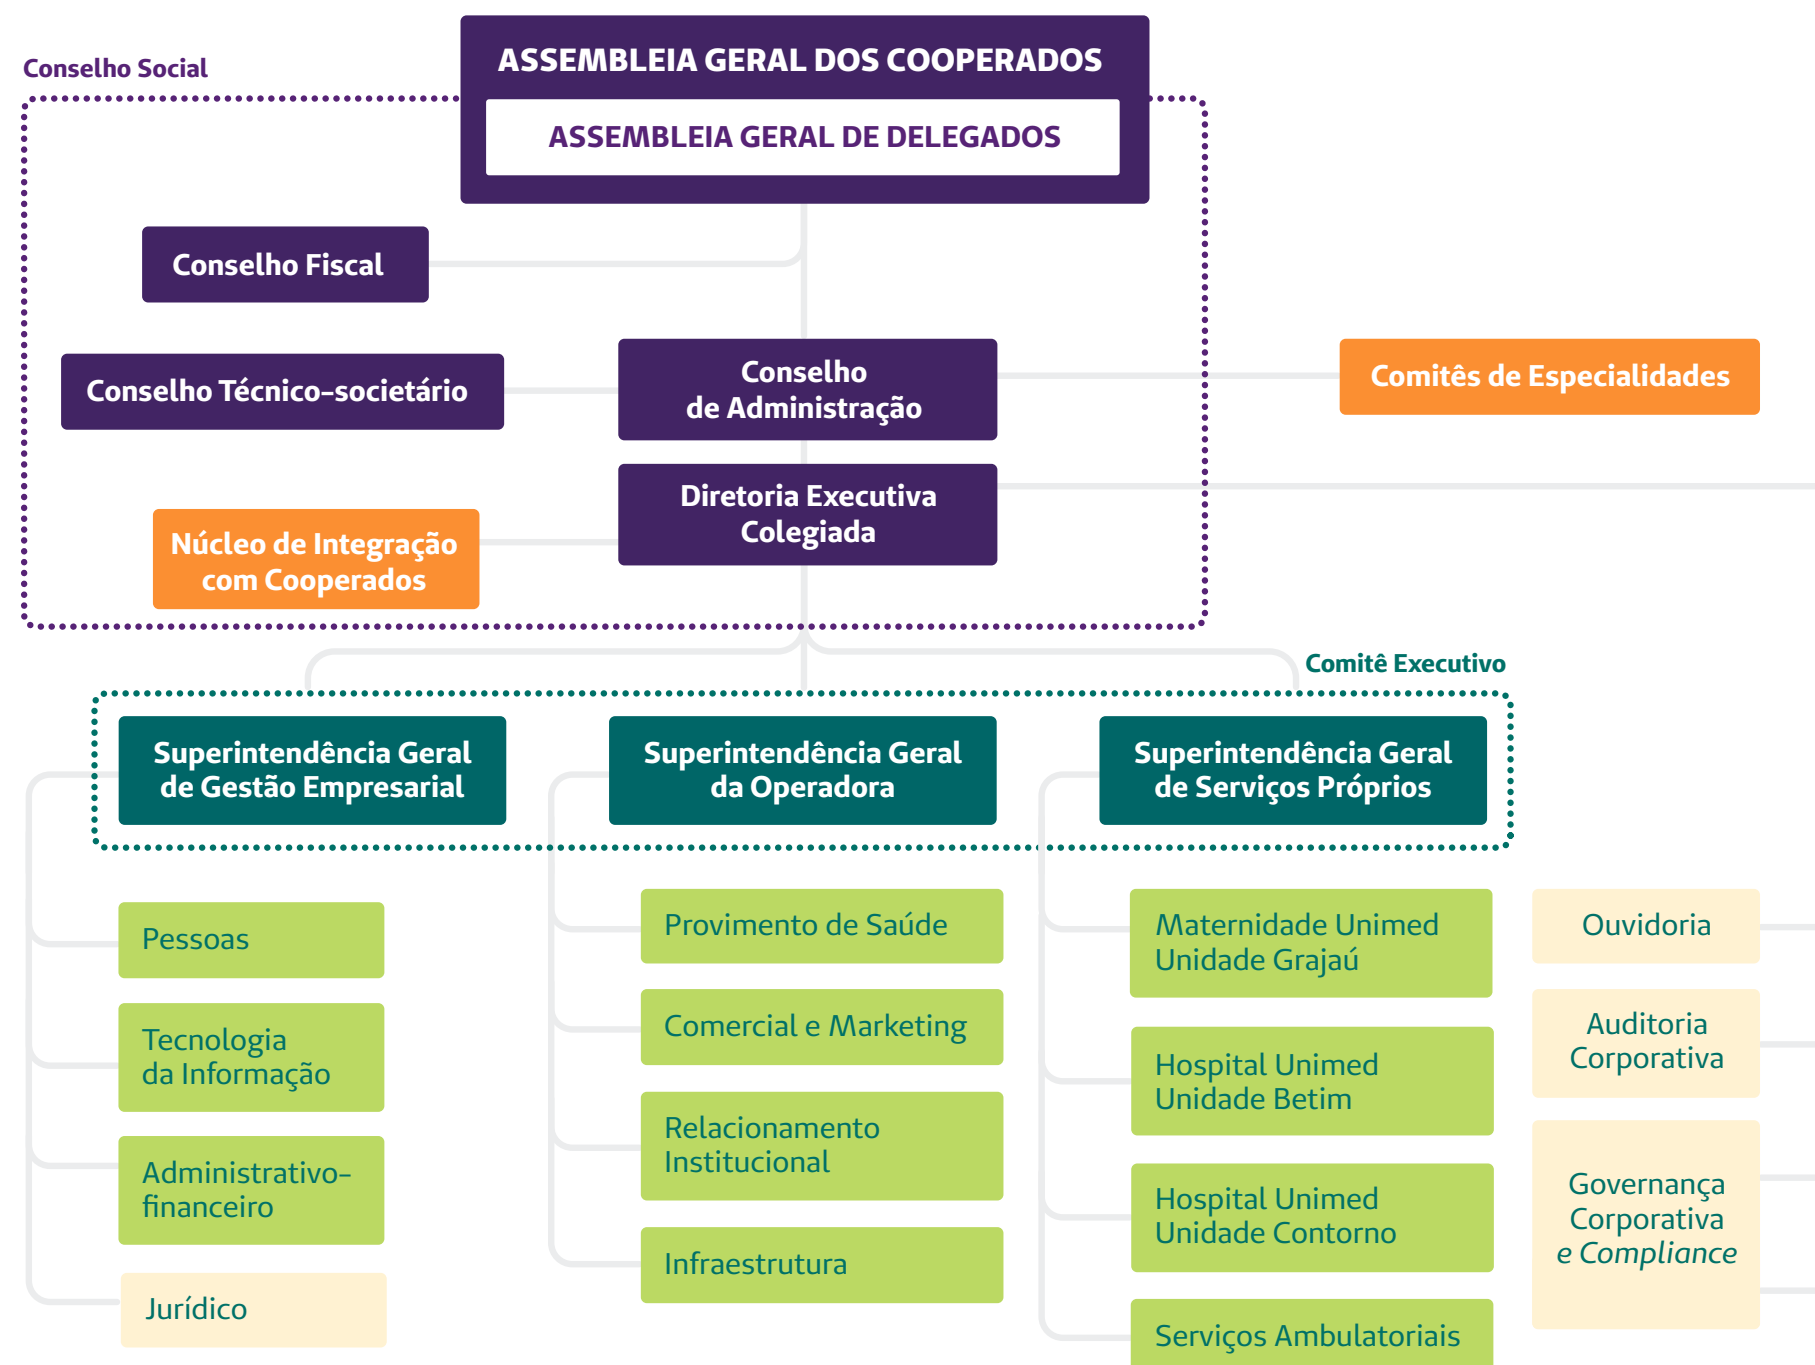 Conselho Social
ASSEMBLEIA GERAL DOS COOPERADOS
ASSEMBLEIA GERAL DE DELEGADOS
Conselho Fiscal
Conselho Técnico-societário
Conselho
de Administração
Comitês de Especialidades
Diretoria Executiva
Colegiada
Núcleo de Integração
com Cooperados
Comitê Executivo
Superintendência Geral
de Gestão Empresarial
Superintendência Geral
da Operadora
Superintendência Geral
de Serviços Próprios
Pessoas
Tecnologia
da Informação
Administrativo-
financeiro
Jurídico
Provimento de Saúde
Comercial e Marketing
Relacionamento
Institucional
Infraestrutura
Maternidade Unimed
Unidade Grajaú
Hospital Unimed
Unidade Betim
Hospital Unimed
Unidade Contorno
Serviços Ambulatoriais
Ouvidoria
Auditoria
Corporativa
Governança
Corporativa
e Compliance